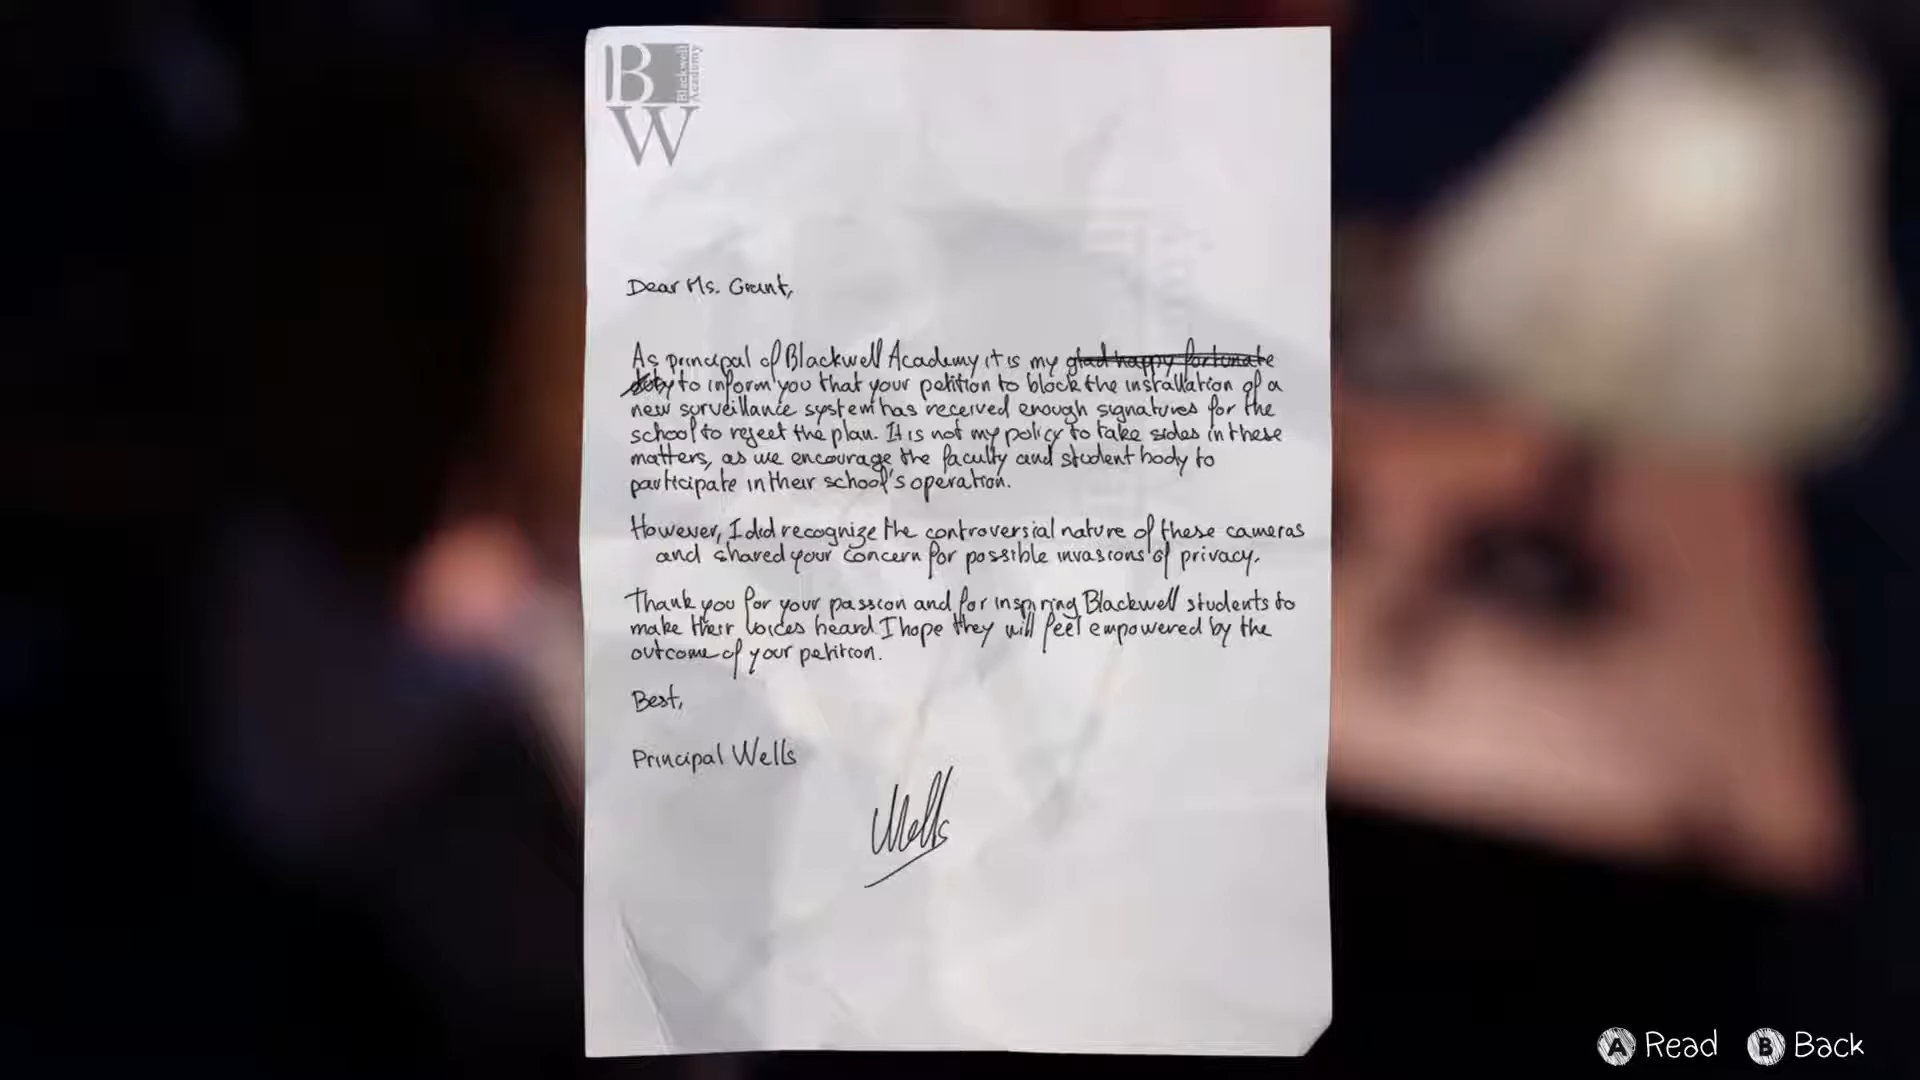 B
Blackwell
Academy
W
Dear Ms. Grant,
As principal of Blackwell Academy it is my glad happy fortunate
duty to inform you that your petition to block the installation of a
new surveillance system has received enough signatures for the
school to reject the plan. It is not my policy to take sides in these
matters, as we encourage the faculty and student body to
participate in their school's operation.
However, I did recognize the controversial nature of these cameras
and shared your concern for possible invasions of privacy.
Thank you for your passion and for inspiring Blackwell students to
make their voices heard I hope they will feel empowered by the
outcome of your petition.
Best,
Principal Wells
Wells
A Read B Back